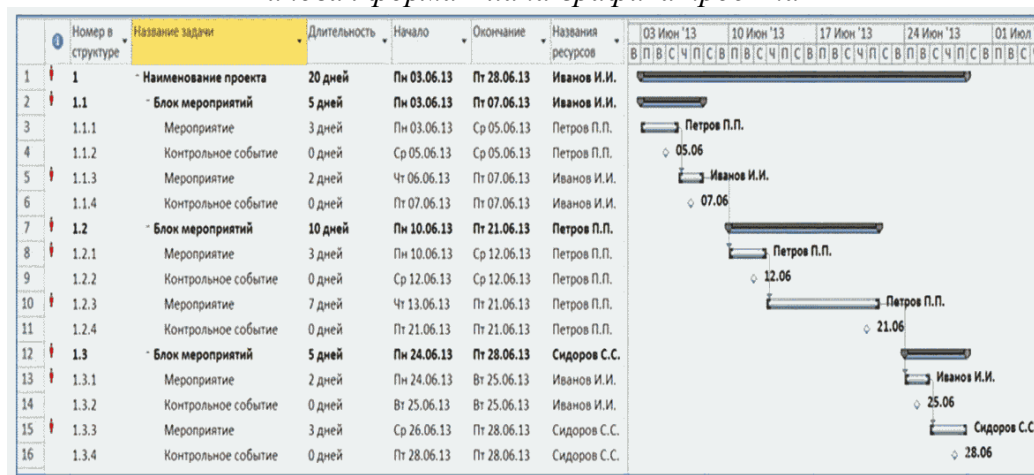 Номер в структуре Название задачи Длительность Начало Окончание Названия ресурсов 03 Июн '13 10 Июн '13 17 Июн '13 24 Июн '13 01 Июл
В П В С Ч П С В П В С Ч П С В П В С Ч П С В П В С Ч П С В П В С
1 1 Наименование проекта 20 дней Пн 03.06.13 Пт 28.06.13 Иванов И.И.
2 1.1 Блок мероприятий 5 дней Пн 03.06.13 Пт 07.06.13 Иванов И.И.
3 1.1.1 Мероприятие 3 дней Пн 03.06.13 Ср 05.06.13 Петров П.П. Петров П.П.
4 1.1.2 Контрольное событие 0 дней Ср 05.06.13 Ср 05.06.13 Петров П.П. 05.06
5 1.1.3 Мероприятие 2 дней Чт 06.06.13 Пт 07.06.13 Иванов И.И. Иванов И.И.
6 1.1.4 Контрольное событие 0 дней Пт 07.06.13 Пт 07.06.13 Иванов И.И. 07.06
7 1.2 Блок мероприятий 10 дней Пн 10.06.13 Пт 21.06.13 Петров П.П.
8 1.2.1 Мероприятие 3 дней Пн 10.06.13 Ср 12.06.13 Петров П.П. Петров П.П.
9 1.2.2 Контрольное событие 0 дней Ср 12.06.13 Ср 12.06.13 Петров П.П. 12.06
10 1.2.3 Мероприятие 7 дней Чт 13.06.13 Пт 21.06.13 Петров П.П. Петров П.П.
11 1.2.4 Контрольное событие 0 дней Пт 21.06.13 Пт 21.06.13 Петров П.П. 21.06
12 1.3 Блок мероприятий 5 дней Пн 24.06.13 Пт 28.06.13 Сидоров С.С.
13 1.3.1 Мероприятие 2 дней Пн 24.06.13 Вт 25.06.13 Иванов И.И. Иванов И.И.
14 1.3.2 Контрольное событие 0 дней Вт 25.06.13 Вт 25.06.13 Иванов И.И. 25.06
15 1.3.3 Мероприятие 3 дней Ср 26.06.13 Пт 28.06.13 Сидоров С.С. Сидоров С.С
16 1.3.4 Контрольное событие 0 дней Пт 28.06.13 Пт 28.06.13 Сидоров С.С. 28.06